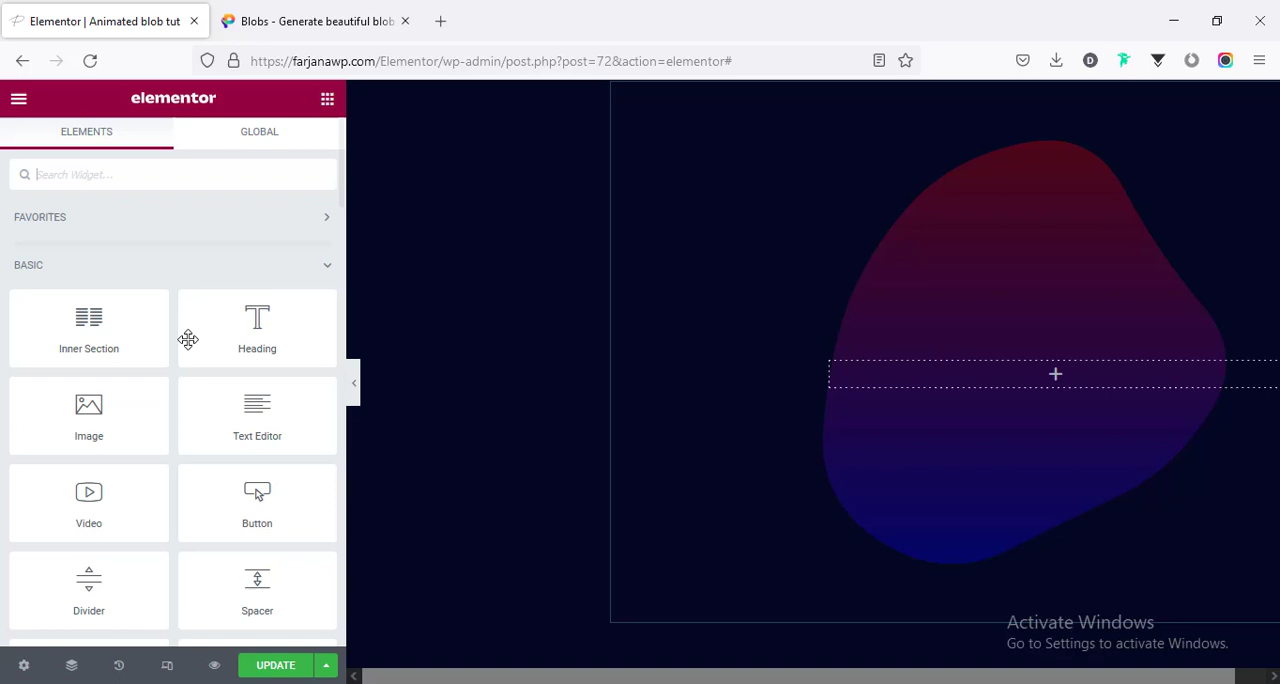 Elementor | Animated blob tut
Blobs - Generate beautiful blob
https://farjanawp.com/Elementor/wp-admin/post.php?post=72&action=elementor#
D
elementor
ELEMENTS
GLOBAL
Search Widget...
FAVORITES
BASIC
Inner Section
Heading
Image
Text Editor
Video
Button
Divider
Spacer
UPDATE
Activate Windows
Go to Settings to activate Windows.